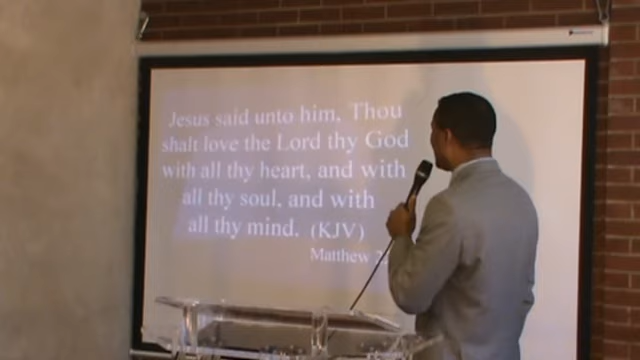 Jesus said unto him, Thou
shalt love the Lord thy God
with all thy heart, and with
all thy soul, and with
all thy mind. (KJV)
Matthew